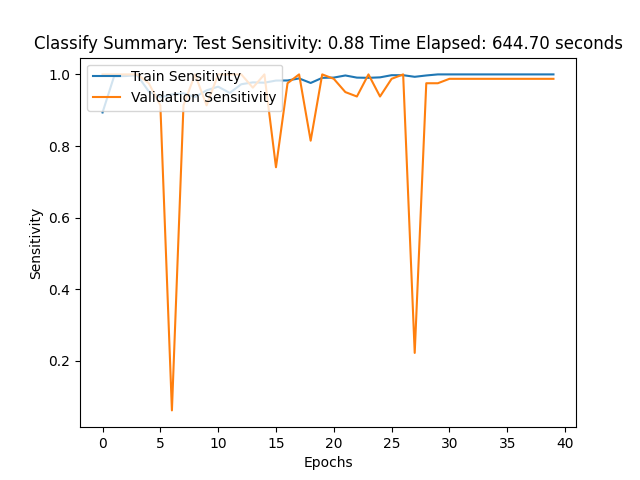 Classify Summary: Test Sensitivity: 0.88 Time Elapsed: 644.70 seconds
Train Sensitivity
Validation Sensitivity
1.0
0.8
0.6
0.4
0.2
Sensitivity
0 5 10 15 20 25 30 35 40
Epochs